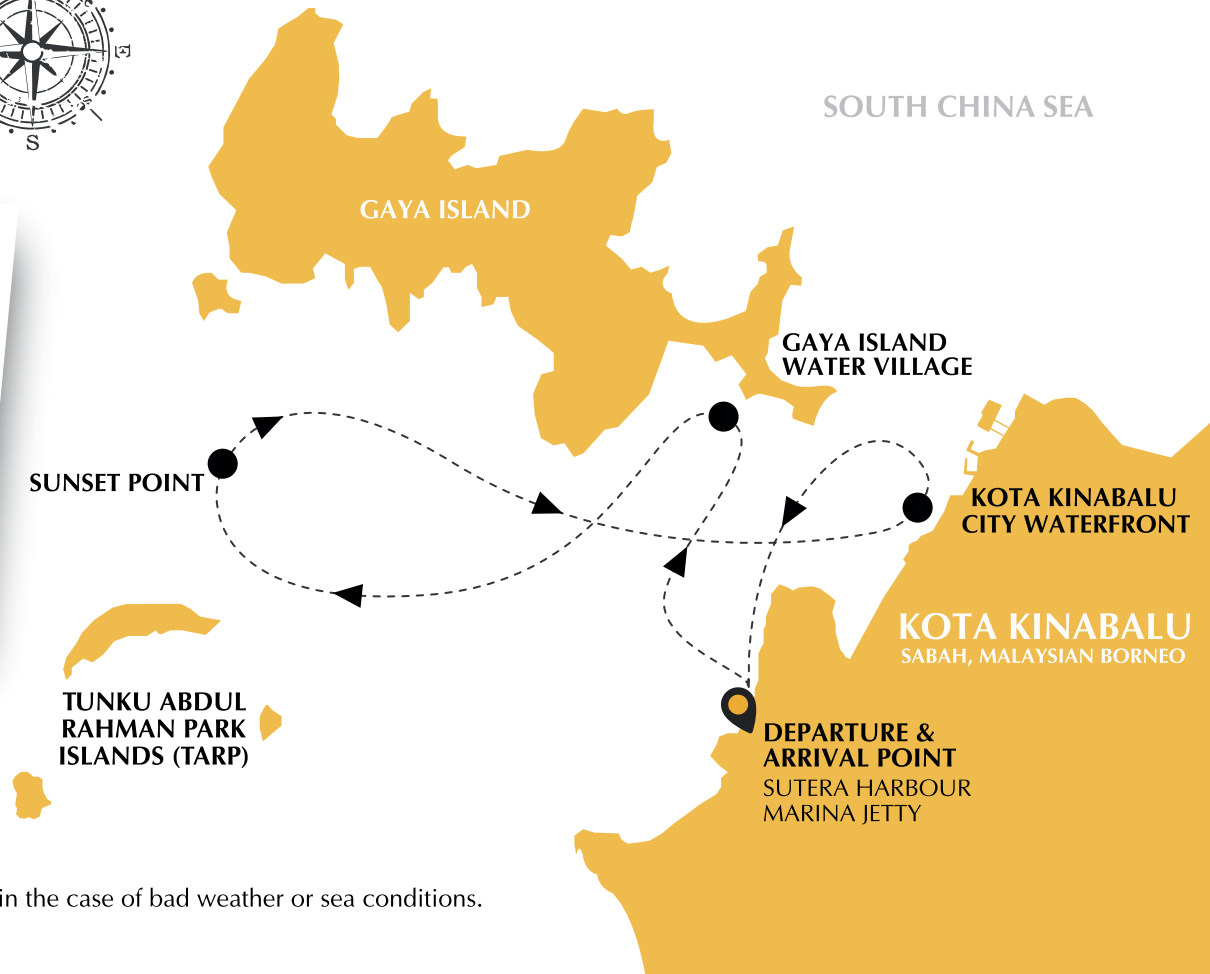 E
S
S
SOUTH CHINA SEA
GAYA ISLAND
GAYA ISLAND
WATER VILLAGE
SUNSET POINT
KOTA KINABALU
CITY WATERFRONT
KOTA KINABALU
SABAH, MALAYSIAN BORNEO
TUNKU ABDUL
RAHMAN PARK
ISLANDS (TARP)
DEPARTURE &
ARRIVAL POINT
SUTERA HARBOUR
MARINA JETTY
in the case of bad weather or sea conditions.